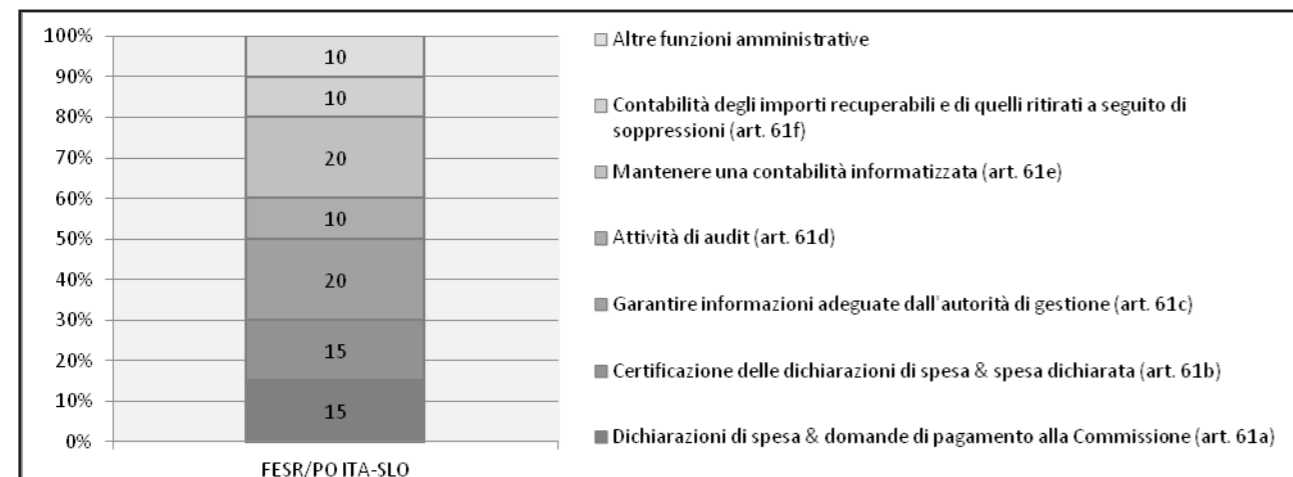 100%
90%
80%
70%
60%
50%
40%
30%
20%
10%
0%
10
10
20
10
20
15
15
FESR/PO ITA-SLO
Altre funzioni amministrative
Contabilità degli importi recuperabili e di quelli ritirati a seguito di
soppressioni (art. 61f)
Mantenere una contabilità informatizzata (art. 61e)
Attività di audit (art. 61d)
Garantire informazioni adeguate dall'autorità di gestione (art. 61c)
Certificazione delle dichiarazioni di spesa & spesa dichiarata (art. 61b)
Dichiarazioni di spesa & domande di pagamento alla Commissione (art. 61a)